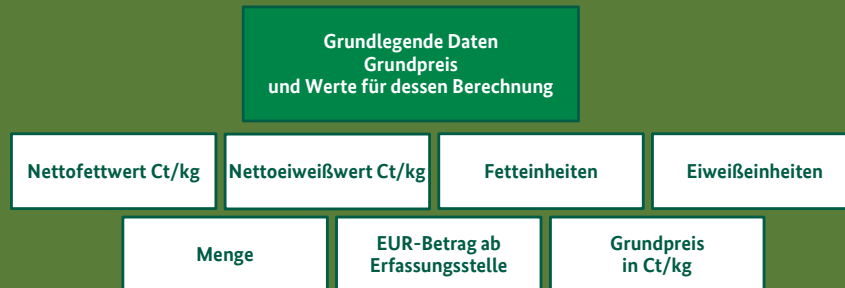 Grundlegende Daten
Grundpreis
und Werte für dessen Berechnung
Nettofettwert Ct/kg
Nettoeiweißwert Ct/kg
Fetteinheiten
Eiweißeinheiten
Menge
EUR-Betrag ab
Erfassungsstelle
Grundpreis
in Ct/kg